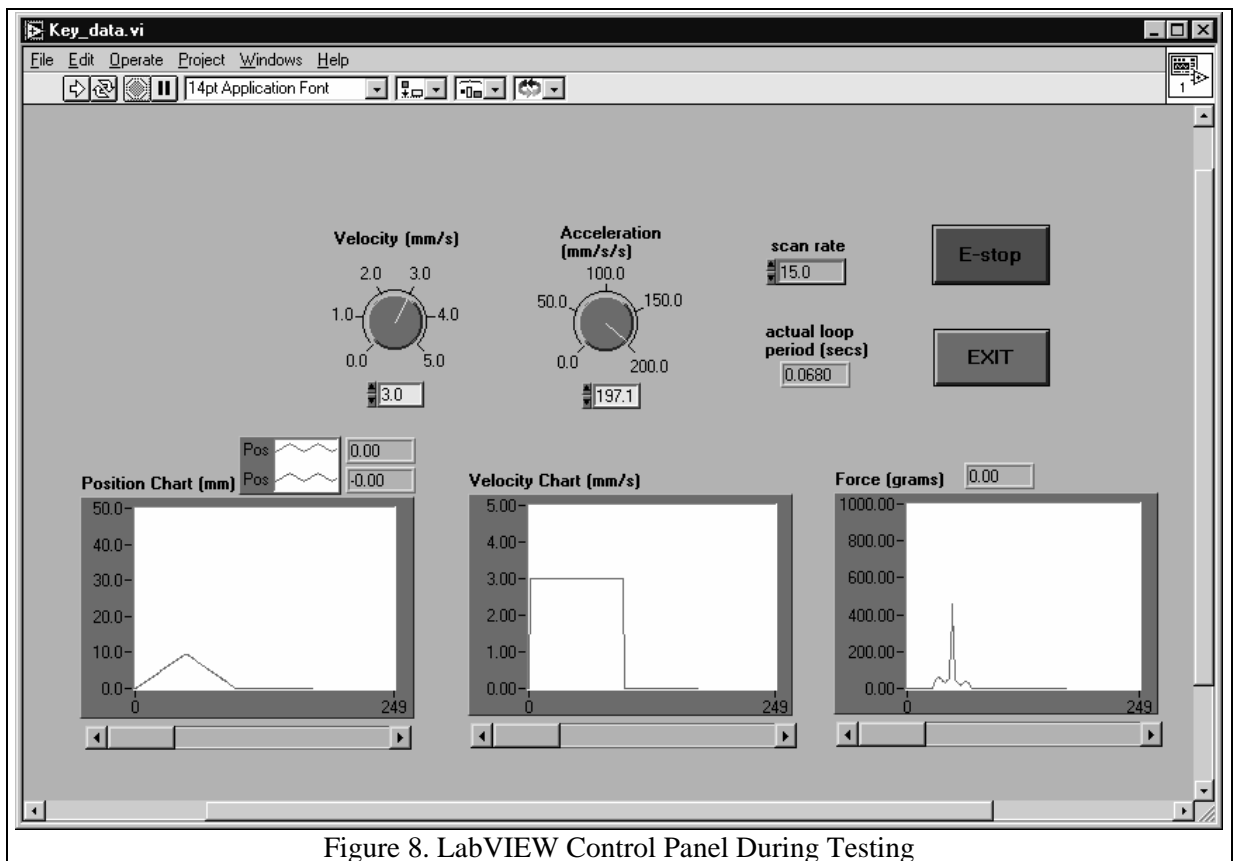 Key_data.vi
File Edit Operate Project Windows Help
14pt Application Font
1
Velocity (mm/s)
2.0 3.0
1.0 4.0
0.0 5.0
3.0
Acceleration
(mm/s/s)
100.0
50.0 150.0
0.0 200.0
197.1
scan rate
15.0
actual loop
period (secs)
0.0680
E-stop
EXIT
Pos 0.00
Pos -0.00
Position Chart (mm)
50.0
40.0
30.0
20.0
10.0
0.0
0 249
Velocity Chart (mm/s)
5.00
4.00
3.00
2.00
1.00
0.00
0 249
Force (grams) 0.00
1000.00
800.00
600.00
400.00
200.00
0.00
0 249
Figure 8. LabVIEW Control Panel During Testing